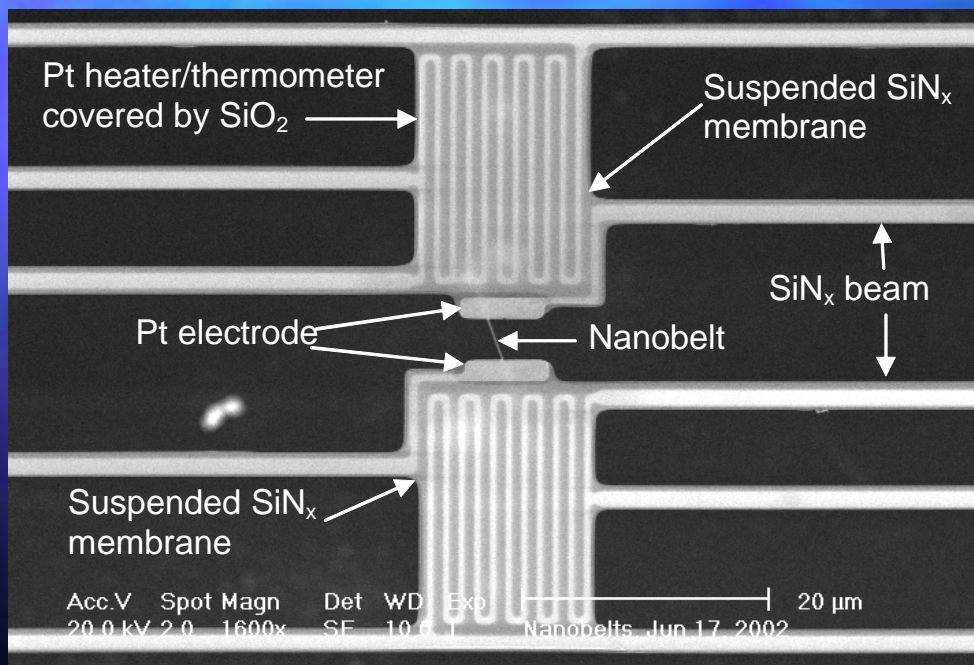 Pt heater/thermometer
covered by SiO₂
Suspended SiNₓ
membrane
SiNₓ beam
Pt electrode
Nanobelt
Suspended SiNₓ
membrane
Acc.V Spot Magn Det WD Exp 20 µm
20.0 kV 2.0 1600x SE 10.0 1 Nanobelts, Jun 17, 2002